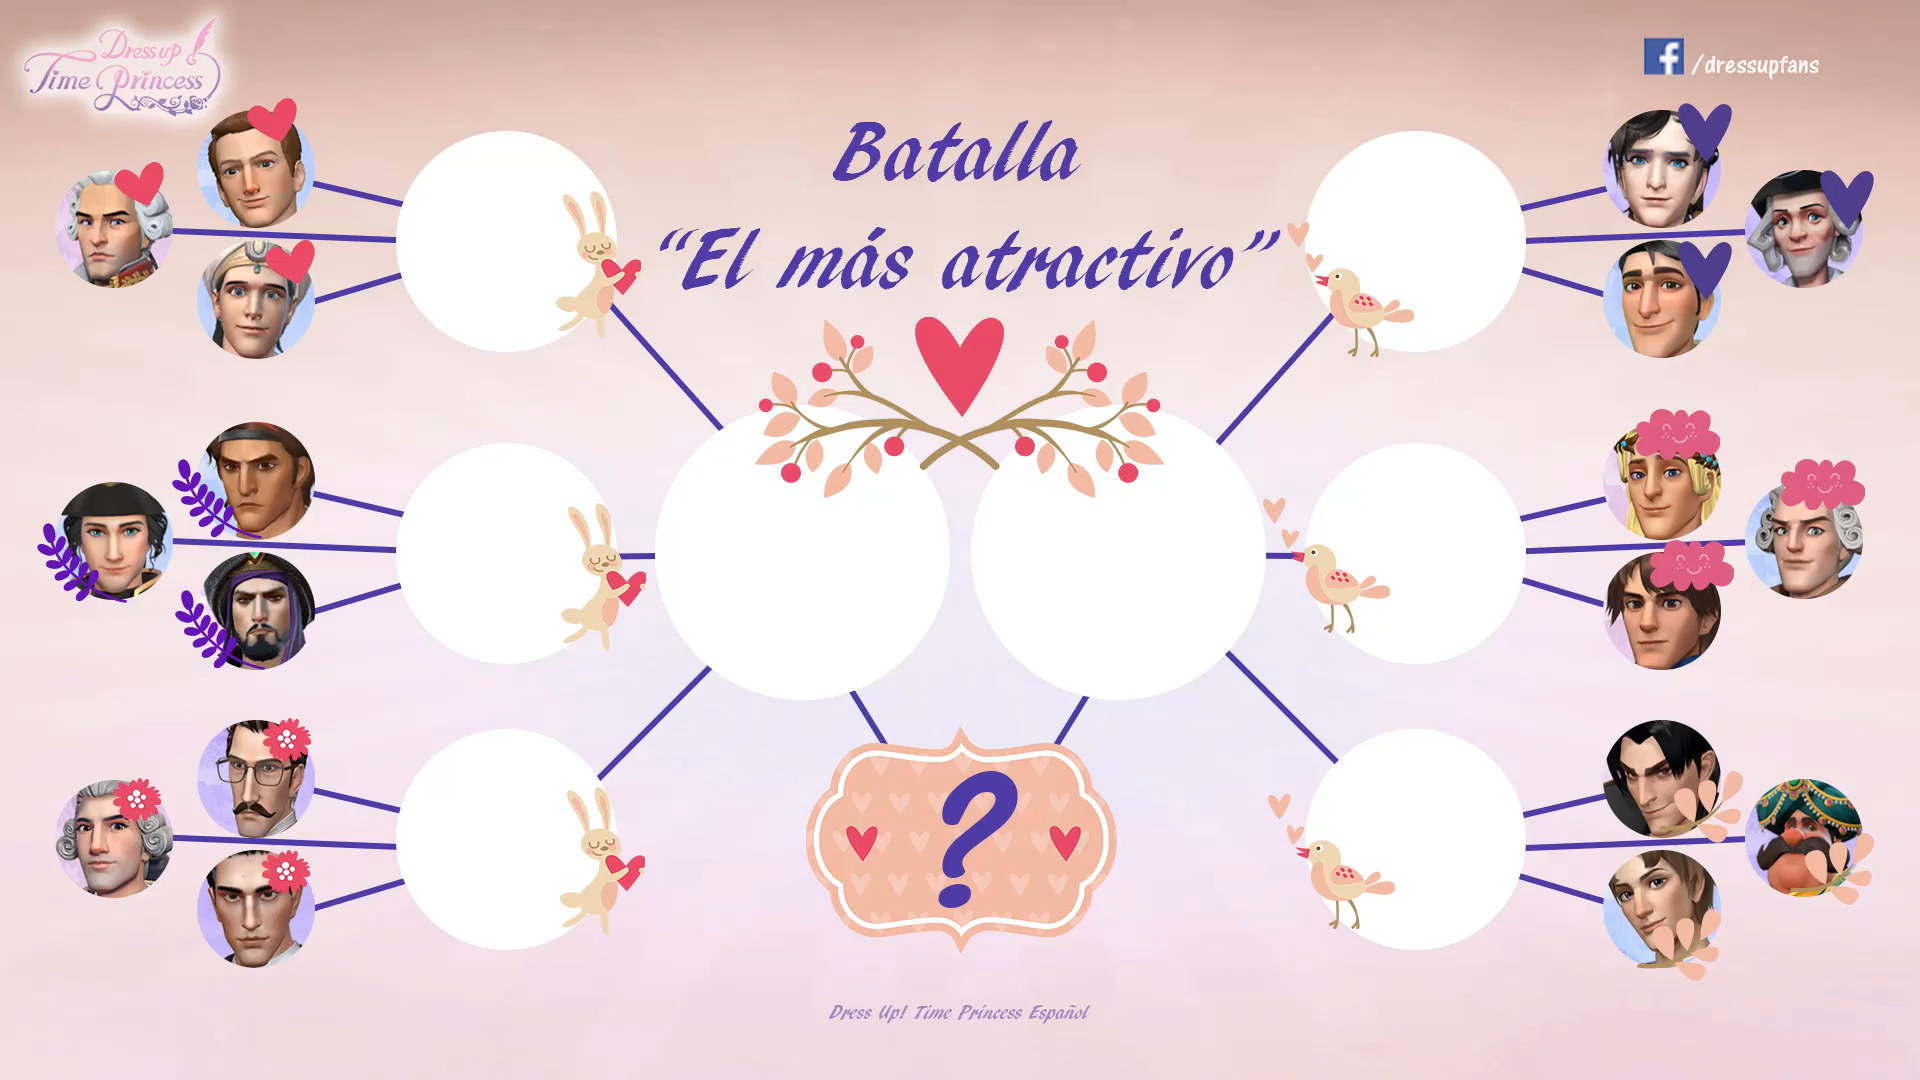 Dress up!
Time Princess
/dressupfans
Batalla
“El más atractivo”
?
Dress Up! Time Princess Español